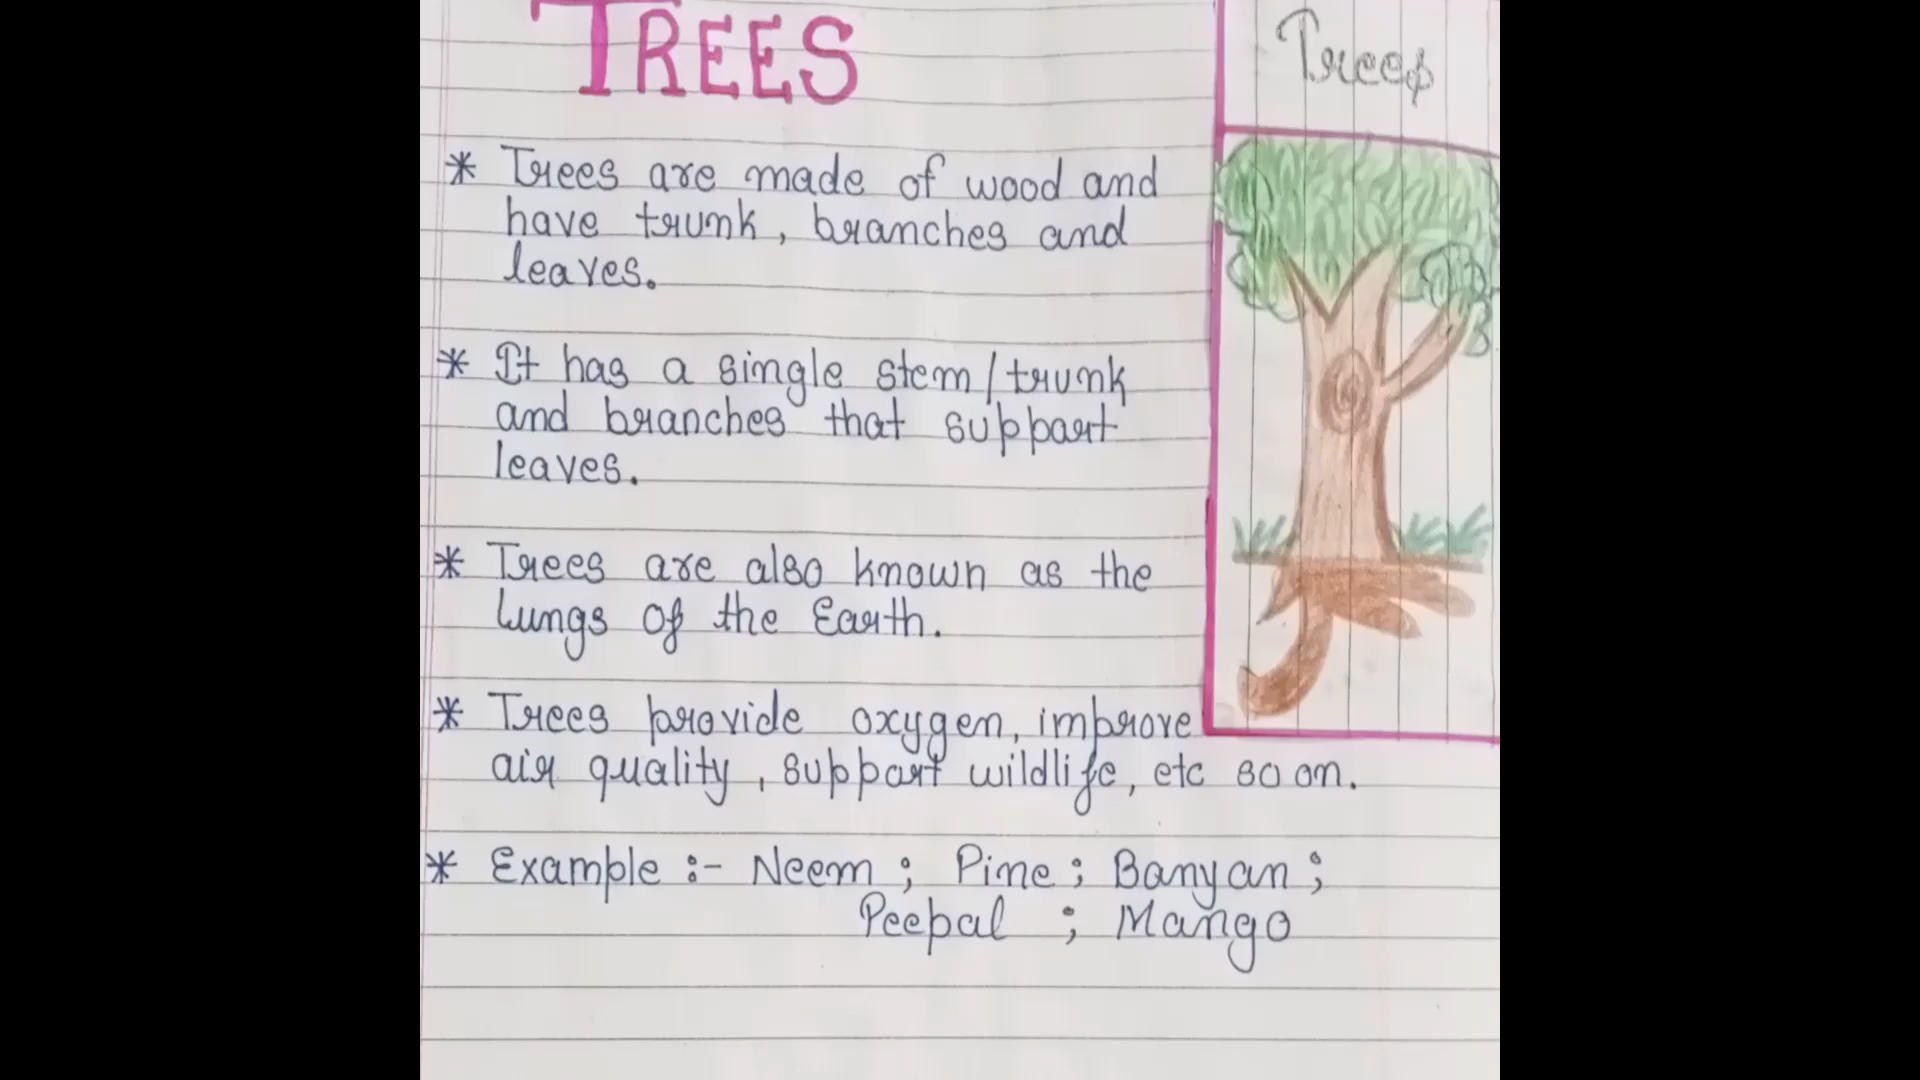 TREES
Trees
* Trees are made of wood and
have trunk, branches and
leaves.
* It has a single stem/trunk
and branches that support
leaves.
* Trees are also known as the
Lungs of the Earth.
* Trees provide oxygen, improve
air quality, support wildlife, etc so on.
* Example :- Neem ; Pine ; Banyan ;
Peepal ; Mango